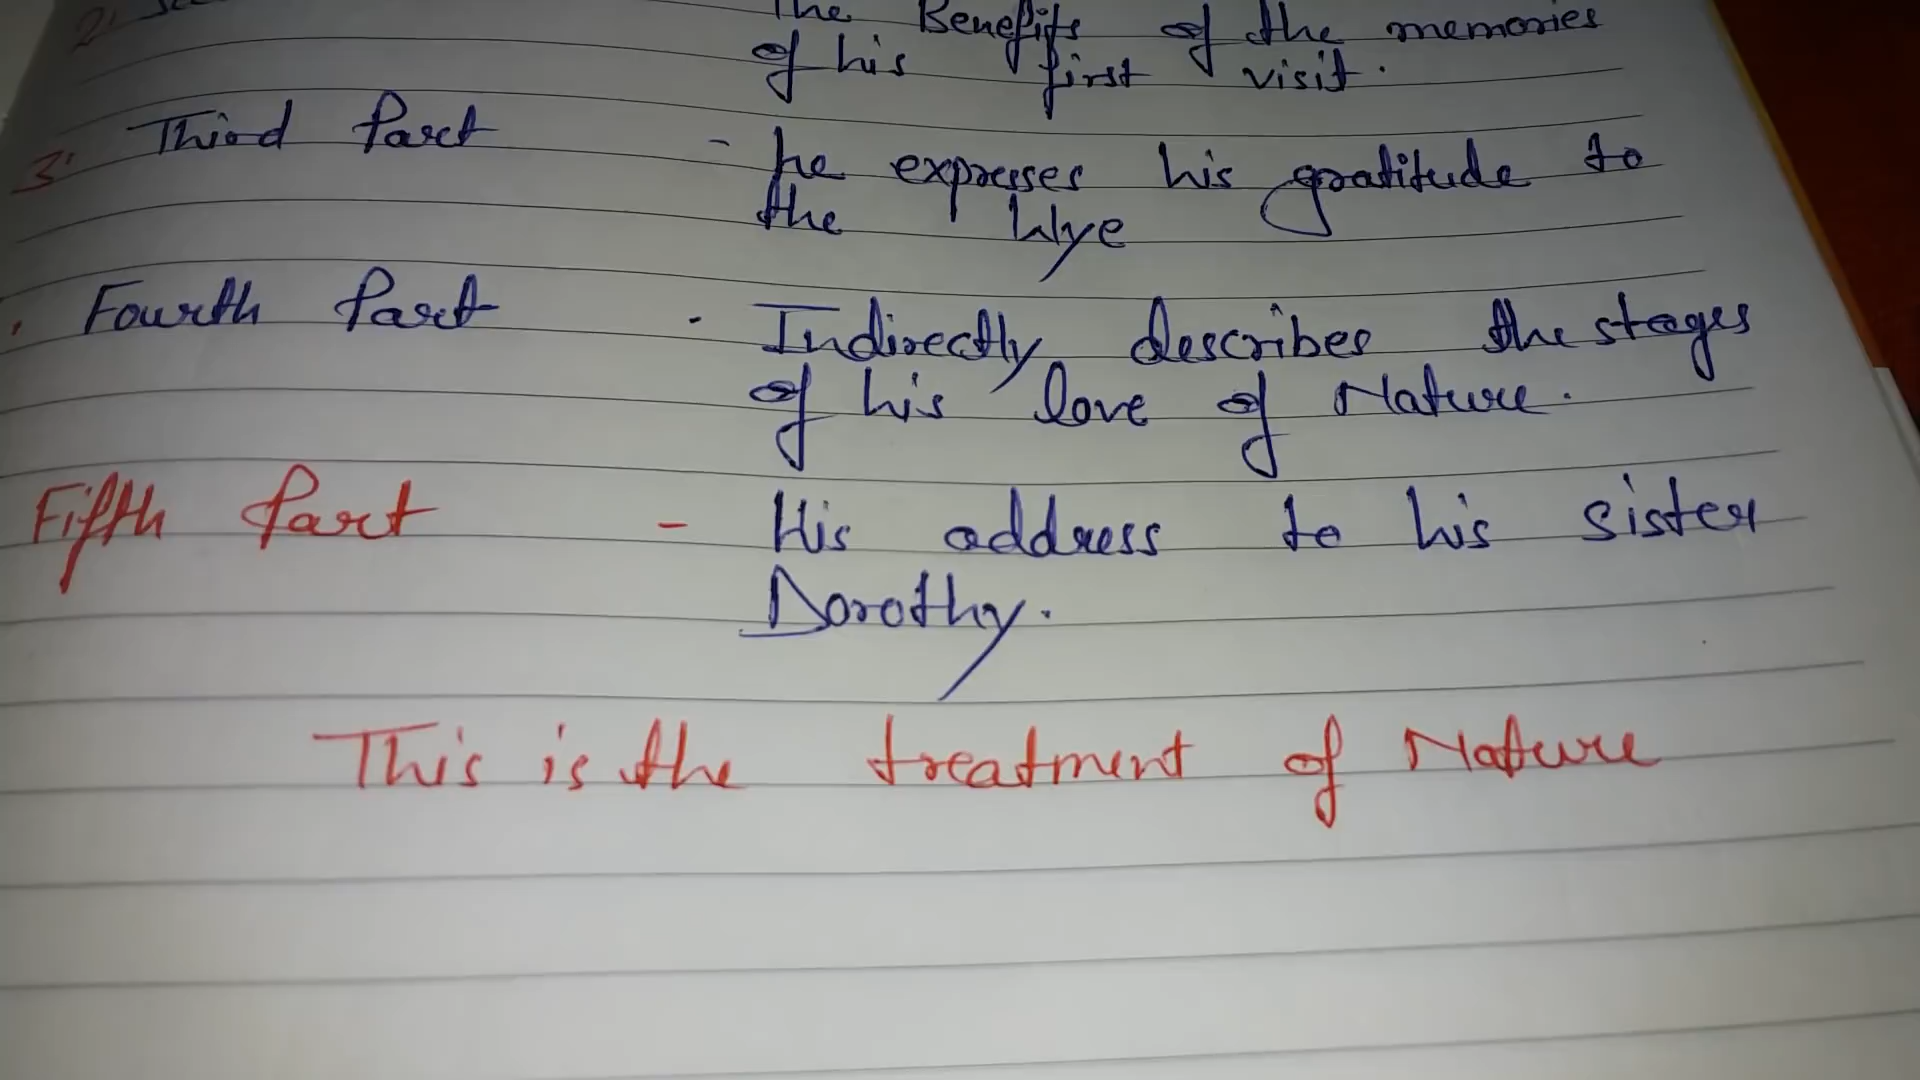 2.
The Benefits of the memories
of his first visit.
3. Third Part - he expresses his gratitude to
the Wye
. Fourth Part - Indirectly describes the stages
of his love of Nature.
Fifth Part - His address to his sister
Dorothy.
This is the treatment of Nature